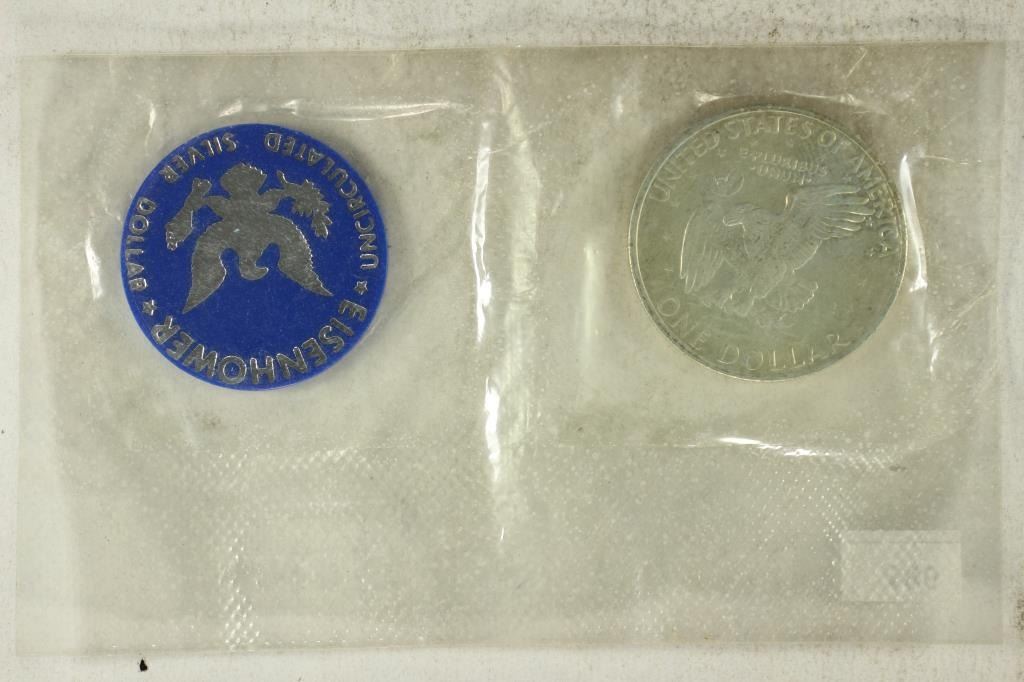 EISENHOWER
★ UNCIRCULATED SILVER DOLLAR ★
UNITED STATES OF AMERICA
E PLURIBUS
UNUM
ONE DOLLAR